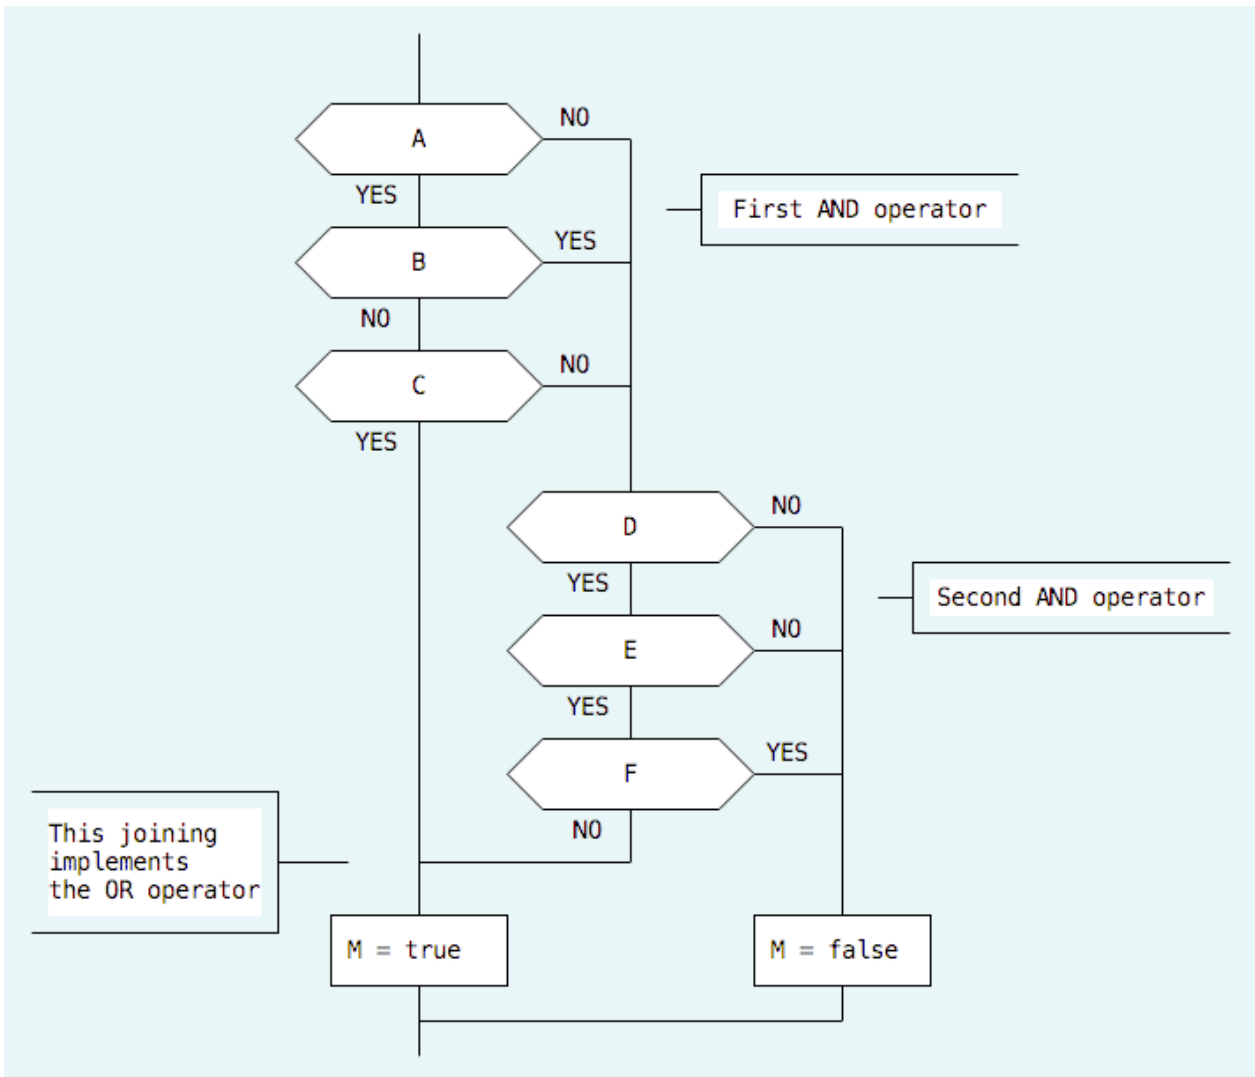 A
NO
YES
First AND operator
B
YES
NO
C
NO
YES
D
NO
YES
Second AND operator
E
NO
YES
F
YES
NO
This joining
implements
the OR operator
M = true
M = false